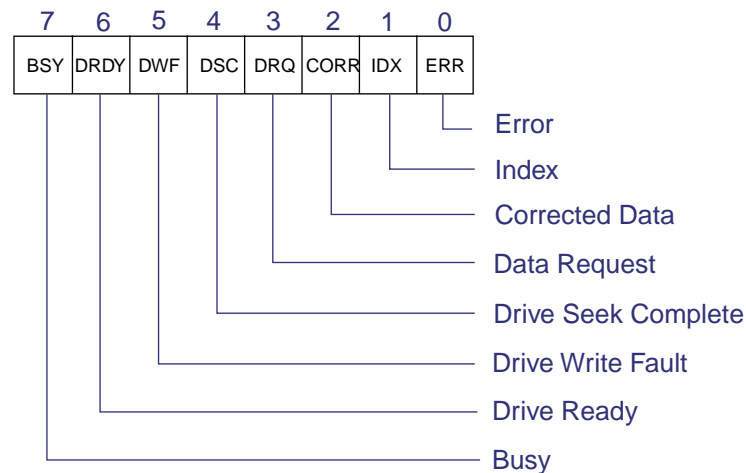 7 6 5 4 3 2 1 0
BSY DRDY DWF DSC DRQ CORR IDX ERR
Error
Index
Corrected Data
Data Request
Drive Seek Complete
Drive Write Fault
Drive Ready
Busy